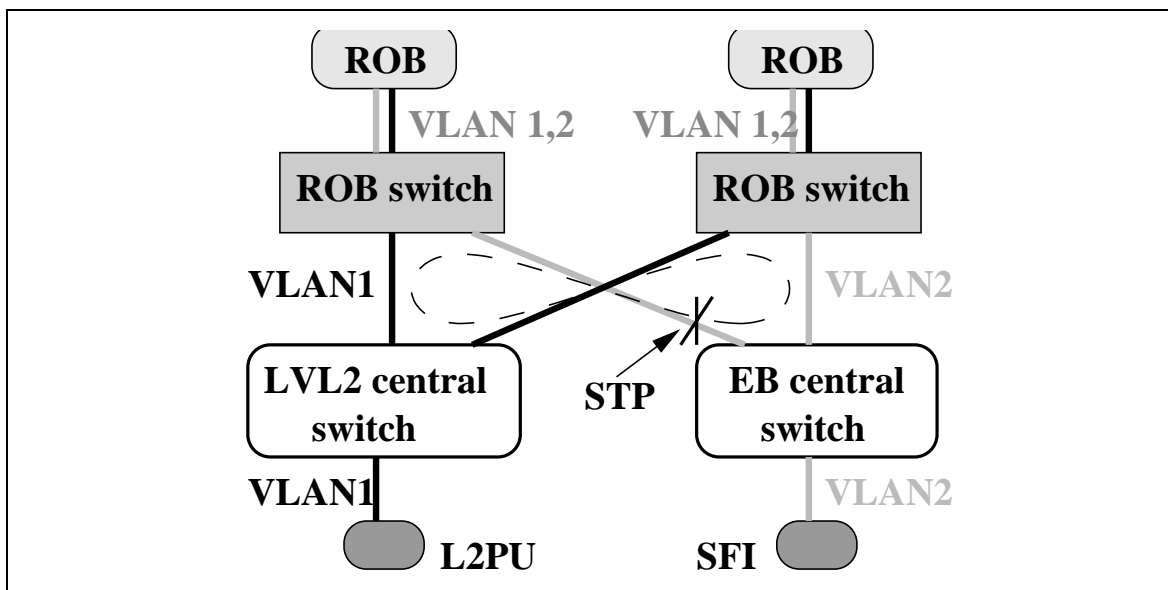 ROB
ROB
VLAN 1,2
VLAN 1,2
ROB switch
ROB switch
VLAN1
VLAN2
LVL2 central
switch
STP
EB central
switch
VLAN1
VLAN2
L2PU
SFI